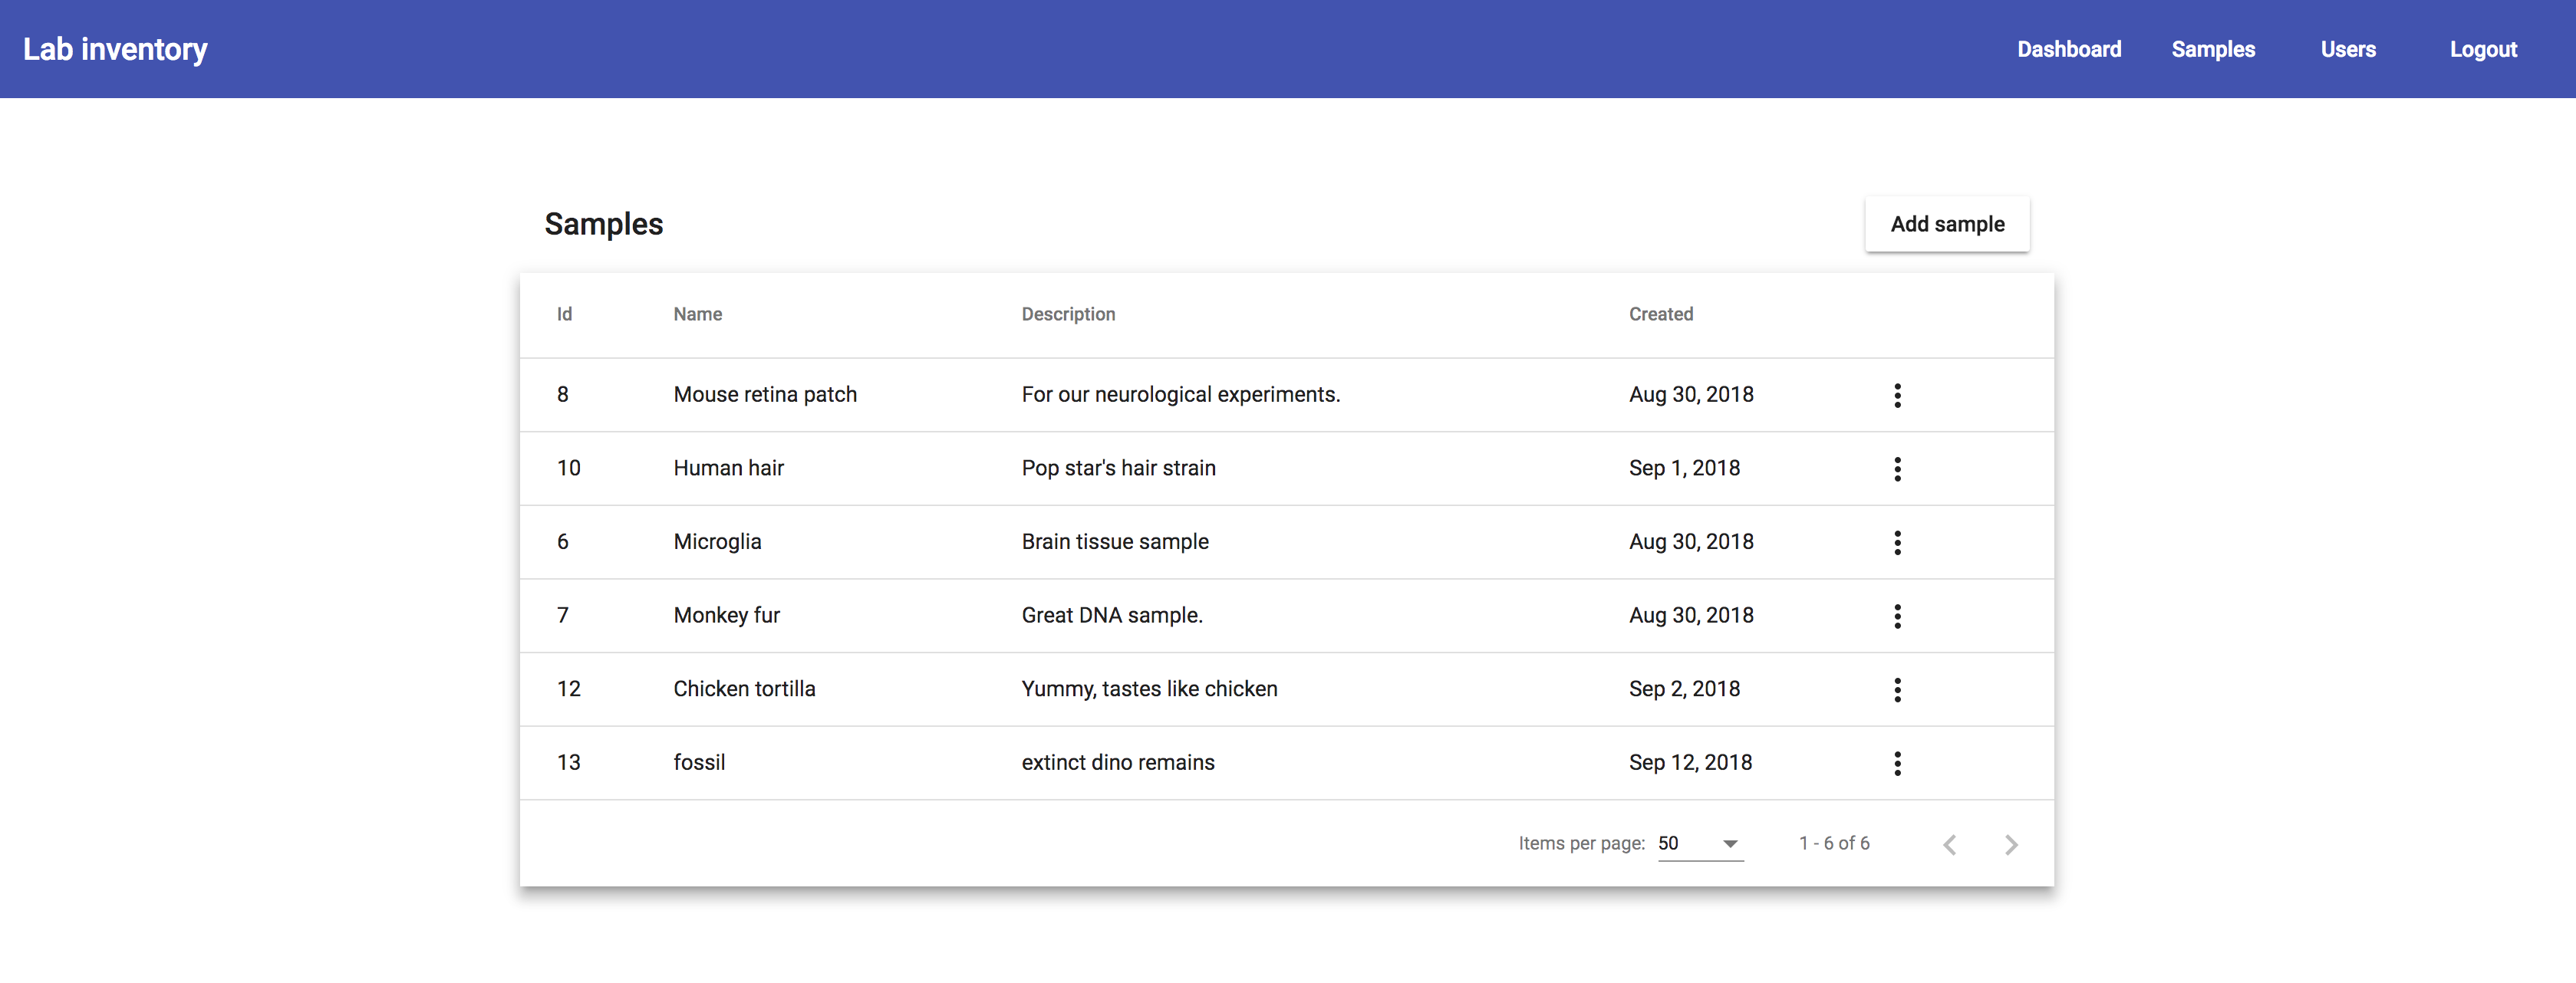 Lab inventory Dashboard Samples Users Logout
Samples Add sample
Id Name Description Created
8 Mouse retina patch For our neurological experiments. Aug 30, 2018
10 Human hair Pop star's hair strain Sep 1, 2018
6 Microglia Brain tissue sample Aug 30, 2018
7 Monkey fur Great DNA sample. Aug 30, 2018
12 Chicken tortilla Yummy, tastes like chicken Sep 2, 2018
13 fossil extinct dino remains Sep 12, 2018
Items per page: 50 1 - 6 of 6